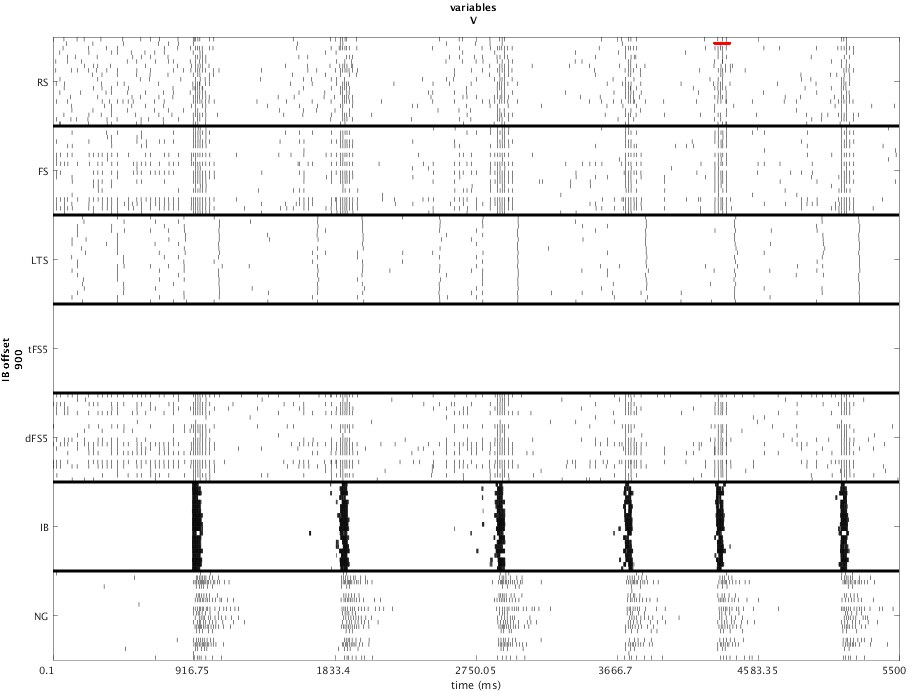 variables
V
RS
FS
LTS
tFS5
dFS5
IB
NG
IB offset
900
0.1
916.75
1833.4
2750.05
3666.7
4583.35
5500
time (ms)